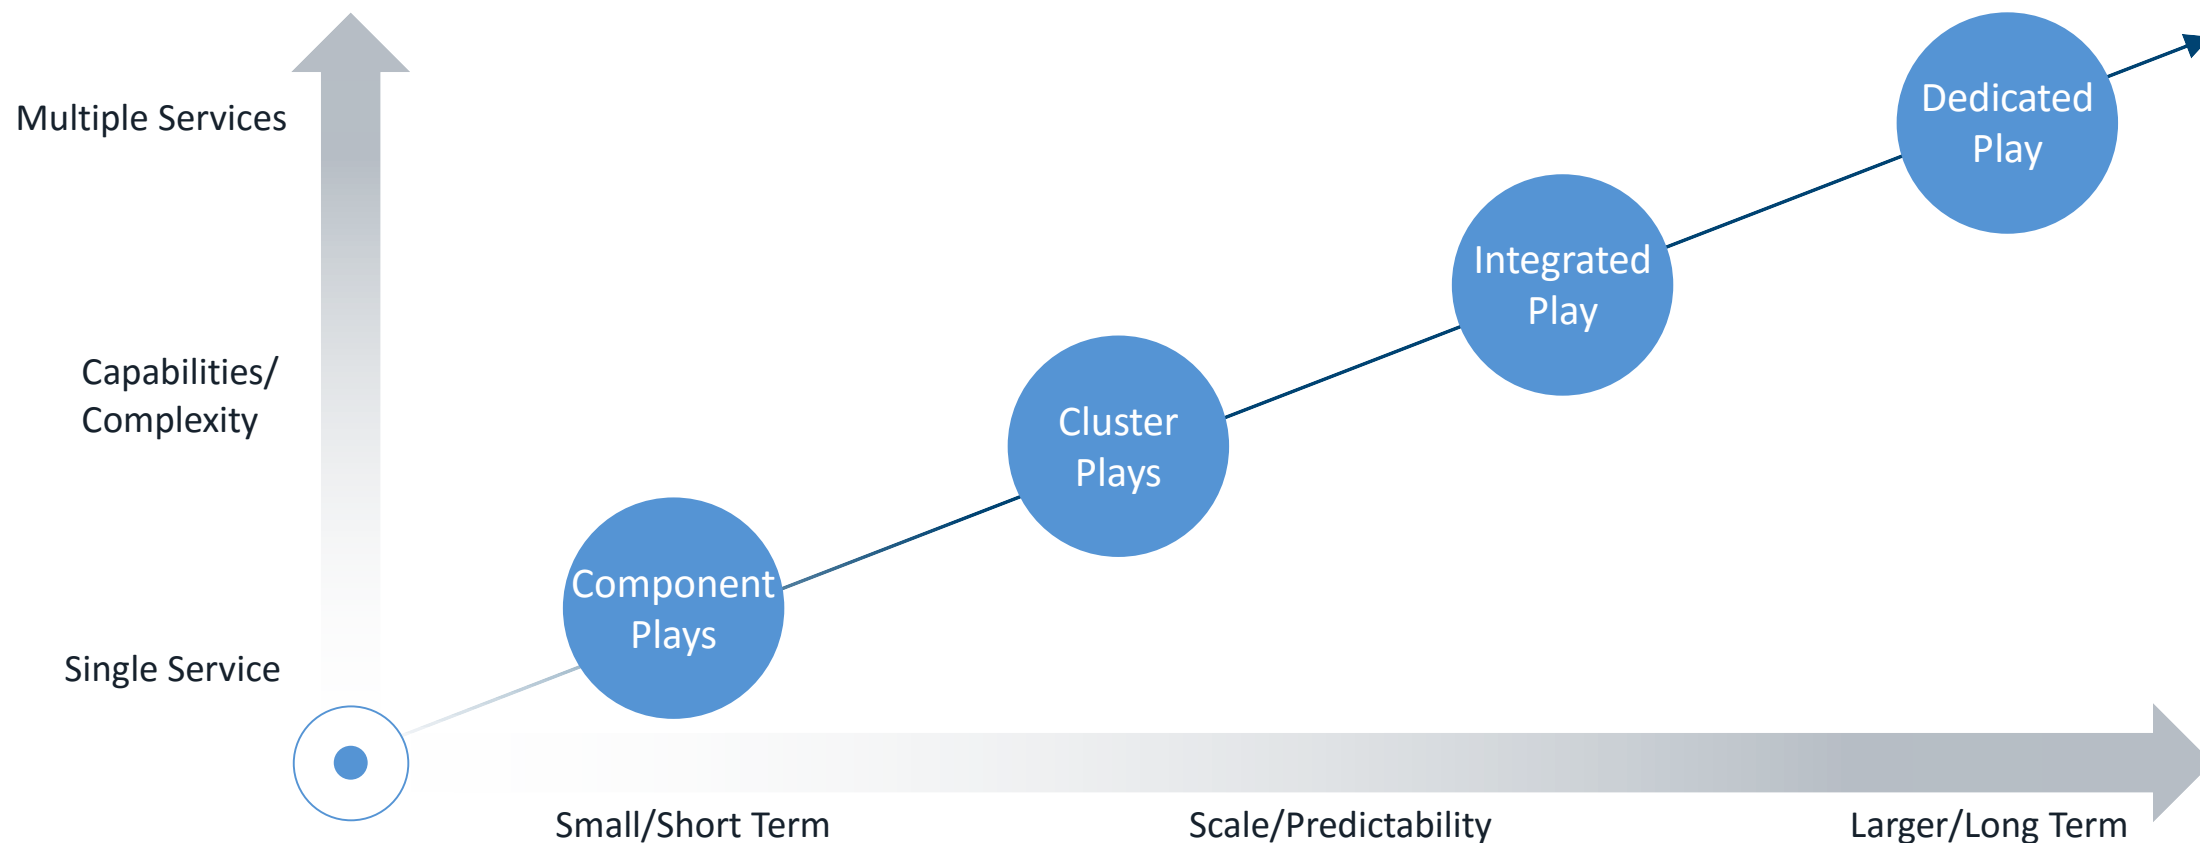 Multiple Services
Capabilities/
Complexity
Single Service
Component
Plays
Cluster
Plays
Integrated
Play
Dedicated
Play
Small/Short Term
Scale/Predictability
Larger/Long Term